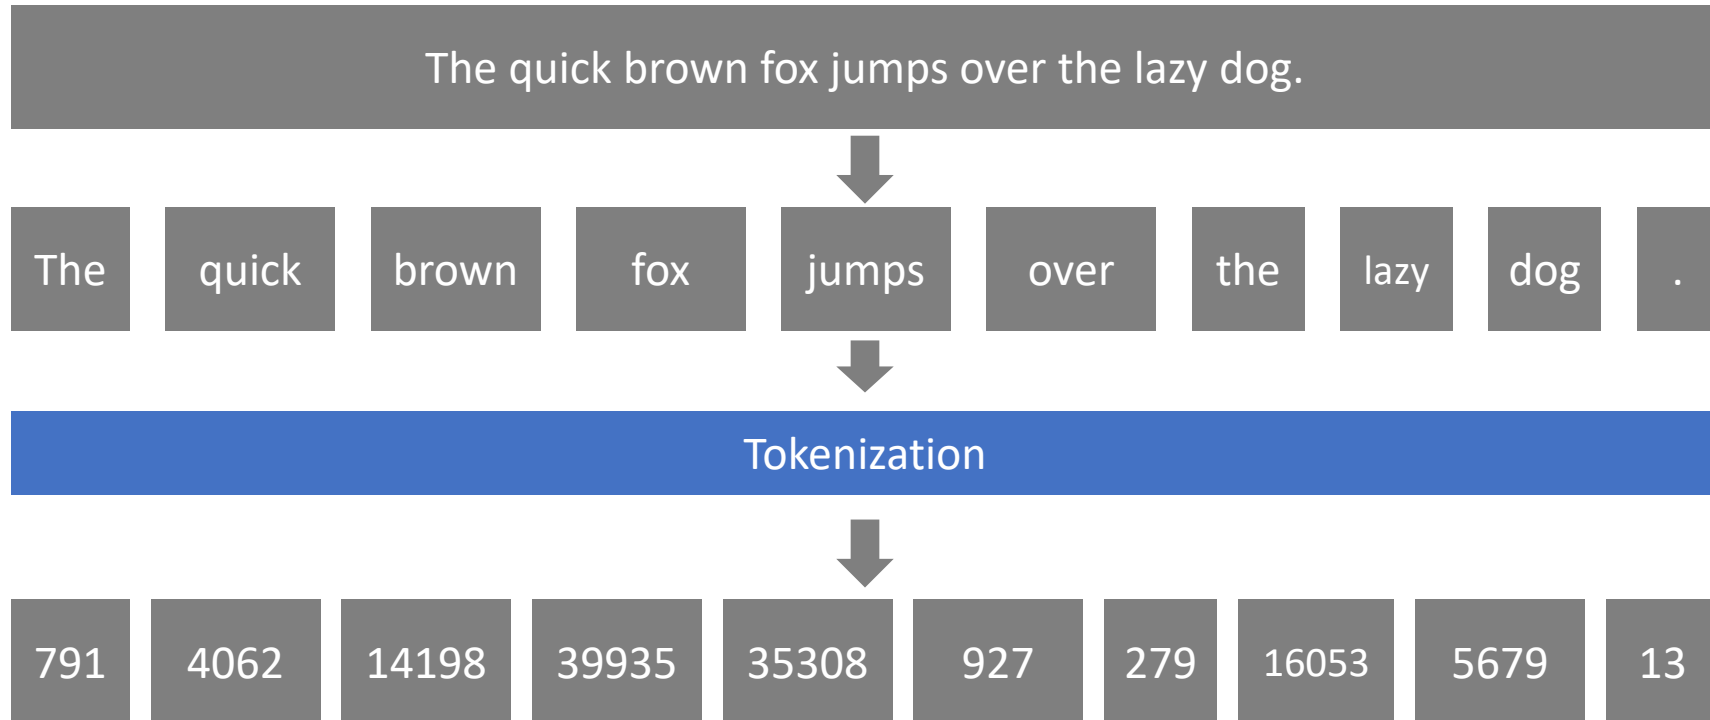 The quick brown fox jumps over the lazy dog.
The quick brown fox jumps over the lazy dog .
Tokenization
791 4062 14198 39935 35308 927 279 16053 5679 13